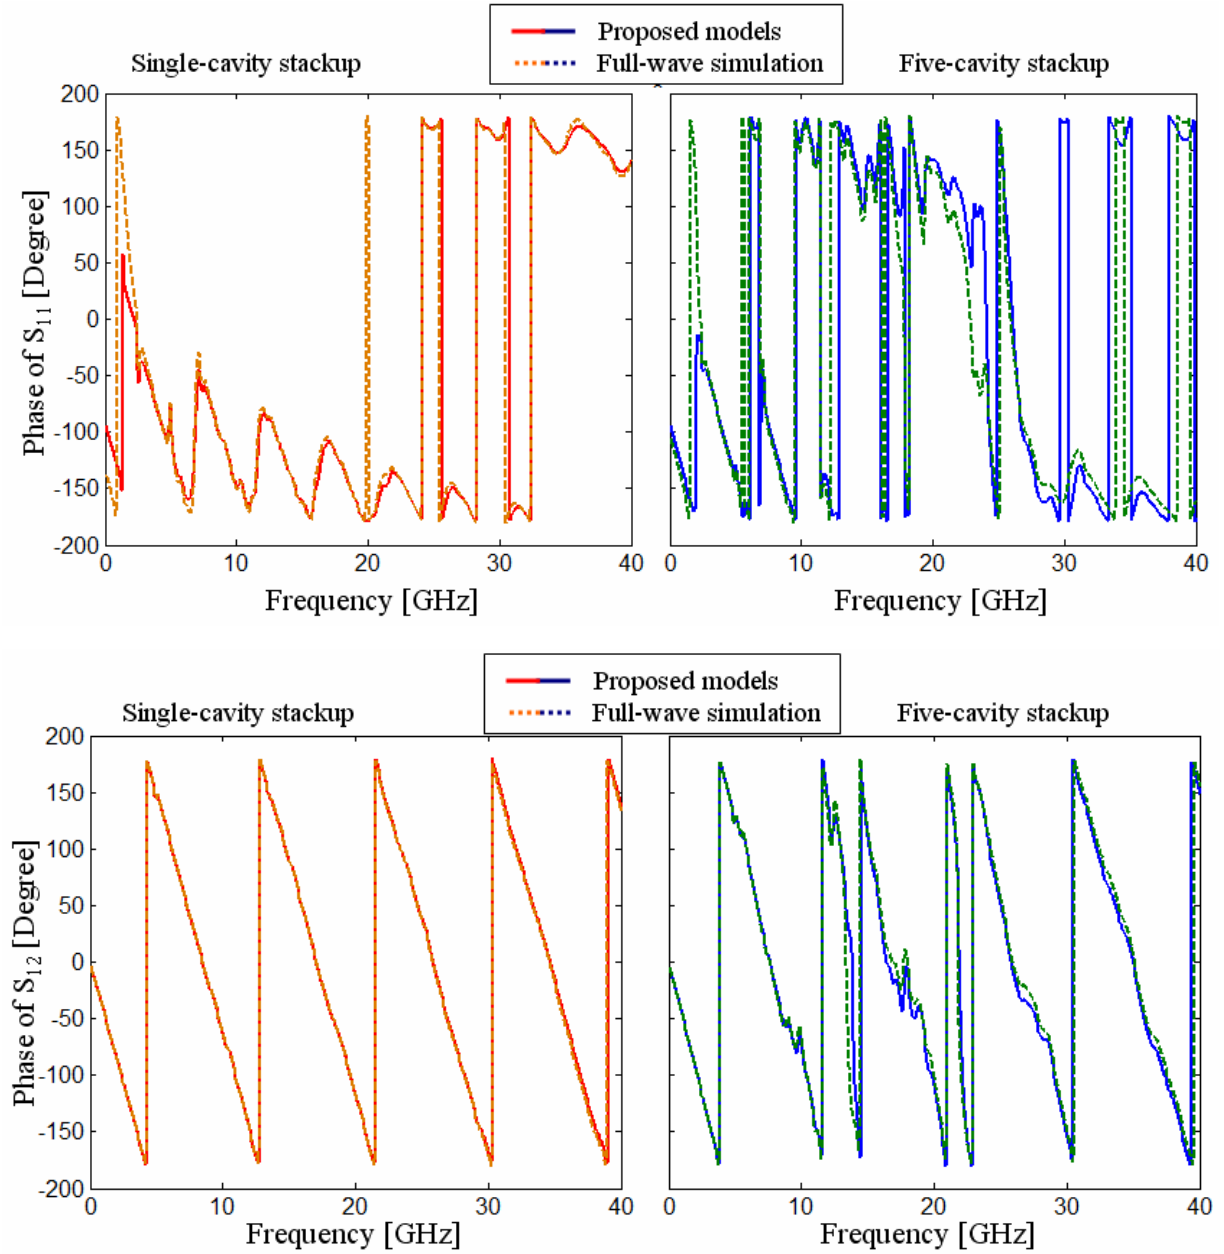 Proposed models
Full-wave simulation
Single-cavity stackup
Five-cavity stackup
200
150
100
50
0
-50
-100
-150
-200
Phase of S11 [Degree]
0 10 20 30 40
0 10 20 30 40
Frequency [GHz]
Frequency [GHz]
Proposed models
Full-wave simulation
Single-cavity stackup
Five-cavity stackup
200
150
100
50
0
-50
-100
-150
-200
Phase of S12 [Degree]
0 10 20 30 40
0 10 20 30 40
Frequency [GHz]
Frequency [GHz]